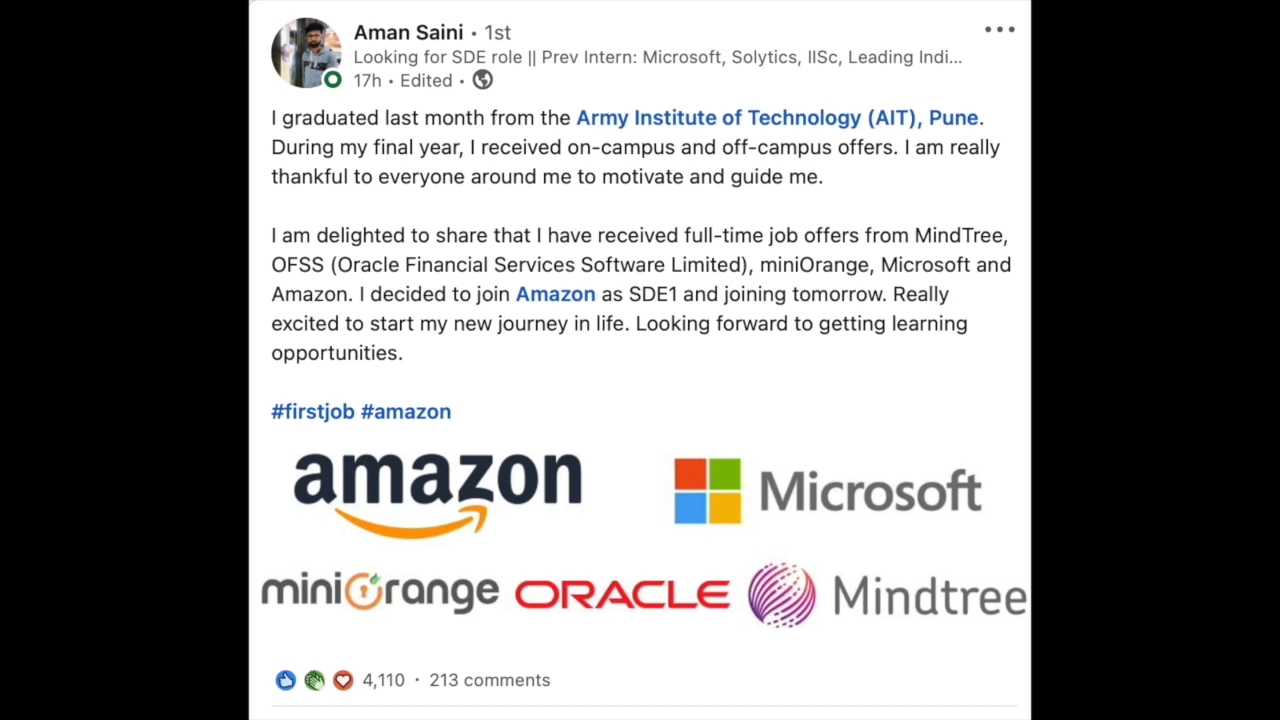 Aman Saini • 1st
Looking for SDE role || Prev Intern: Microsoft, Solytics, IISc, Leading Indi...
17h • Edited •
I graduated last month from the Army Institute of Technology (AIT), Pune.
During my final year, I received on-campus and off-campus offers. I am really
thankful to everyone around me to motivate and guide me.
I am delighted to share that I have received full-time job offers from MindTree,
OFSS (Oracle Financial Services Software Limited), miniOrange, Microsoft and
Amazon. I decided to join Amazon as SDE1 and joining tomorrow. Really
excited to start my new journey in life. Looking forward to getting learning
opportunities.
#firstjob #amazon
amazon Microsoft
miniOrange ORACLE Mindtree
4,110 • 213 comments